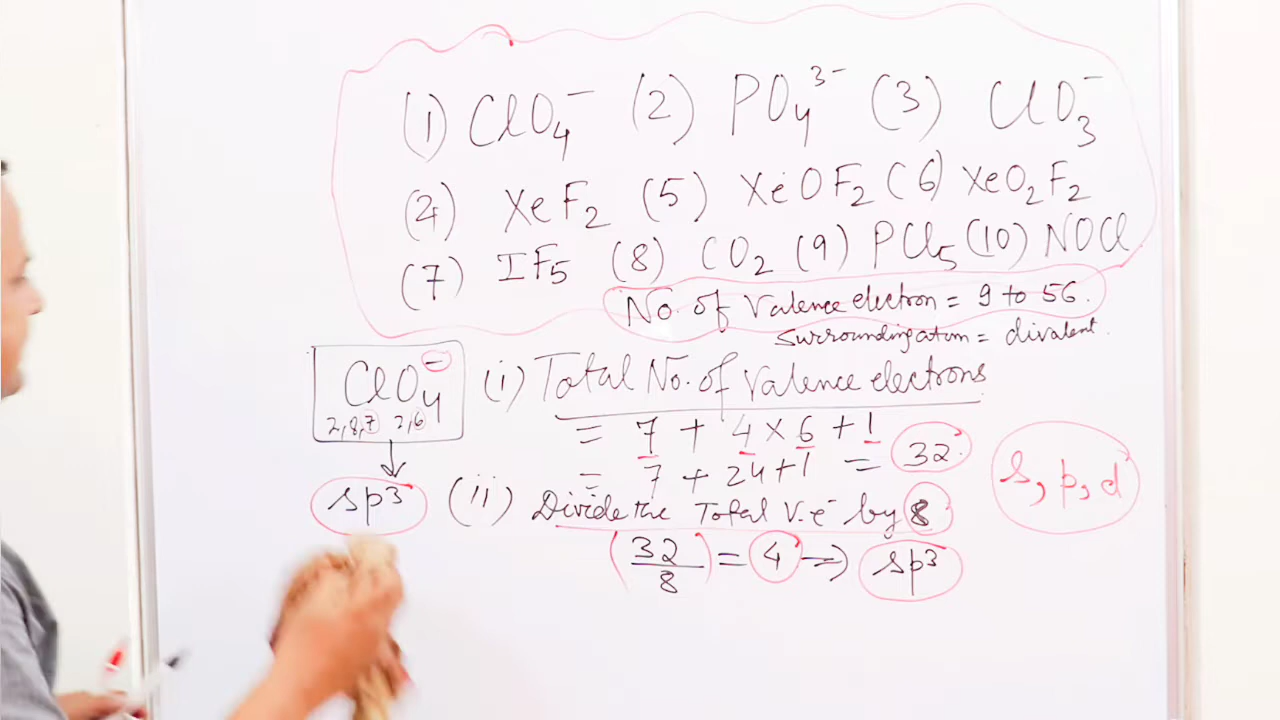 (1) ClO₄⁻ (2) PO₄³⁻ (3) ClO₃⁻
(4) XeF₂ (5) XeOF₂ (6) XeO₂F₂
(7) IF₅ (8) CO₂ (9) PCl₅ (10) NOCl
No. of Valence electron = 9 to 56.
Surrounding atom = divalent.
ClO₄⁻ (i) Total No. of Valence electrons
2,8,7 2,6
= 7 + 4 × 6 + 1
= 7 + 24 + 1 = 32.
s, p, d
sp³ (ii) Divide the Total V.e⁻ by 8
(32/8) = 4 → sp³